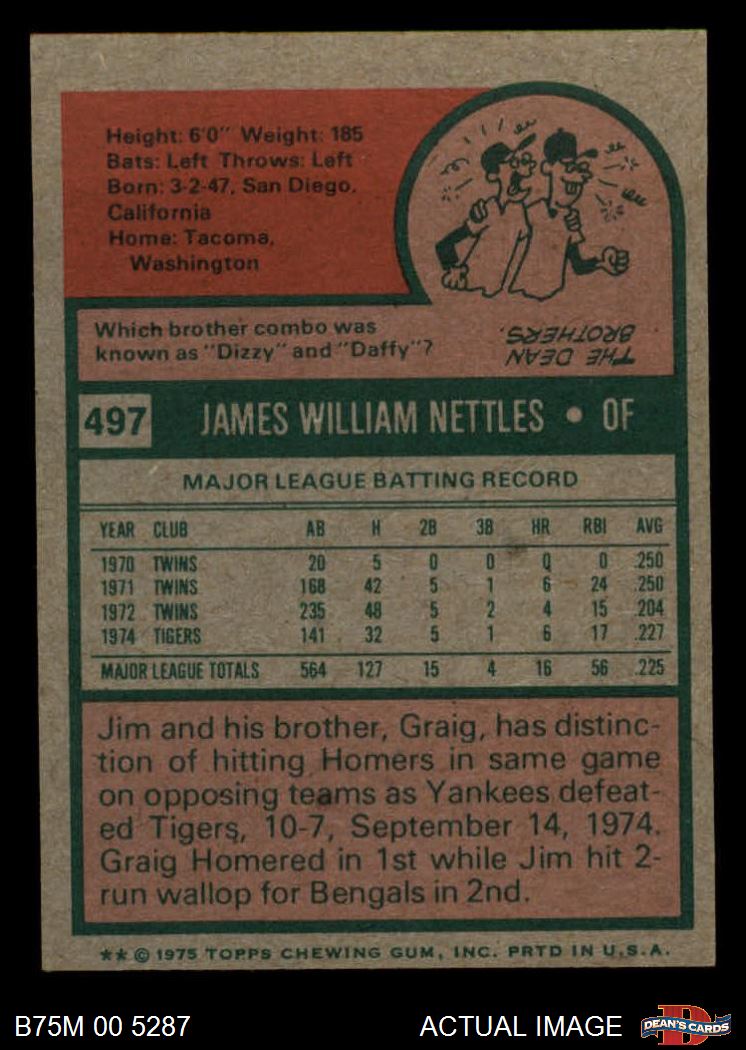 Height: 6'0" Weight: 185
Bats: Left Throws: Left
Born: 3-2-47, San Diego,
California
Home: Tacoma,
Washington
Which brother combo was
known as "Dizzy" and "Daffy"?
THE DEAN
BROTHERS.
497 JAMES WILLIAM NETTLES • OF
MAJOR LEAGUE BATTING RECORD
YEAR CLUB AB H 2B 3B HR RBI AVG
1970 TWINS 20 5 0 0 0 0 .250
1971 TWINS 168 42 5 1 6 24 .250
1972 TWINS 235 48 5 2 4 15 .204
1974 TIGERS 141 32 5 1 6 17 .227
MAJOR LEAGUE TOTALS 564 127 15 4 16 56 .225
Jim and his brother, Graig, has distinc-
tion of hitting Homers in same game
on opposing teams as Yankees defeat-
ed Tigers, 10-7, September 14, 1974.
Graig Homered in 1st while Jim hit 2-
run wallop for Bengals in 2nd.
** © 1975 TOPPS CHEWING GUM, INC. PRTD IN U.S.A.
B75M 00 5287 ACTUAL IMAGE DEAN'S CARDS